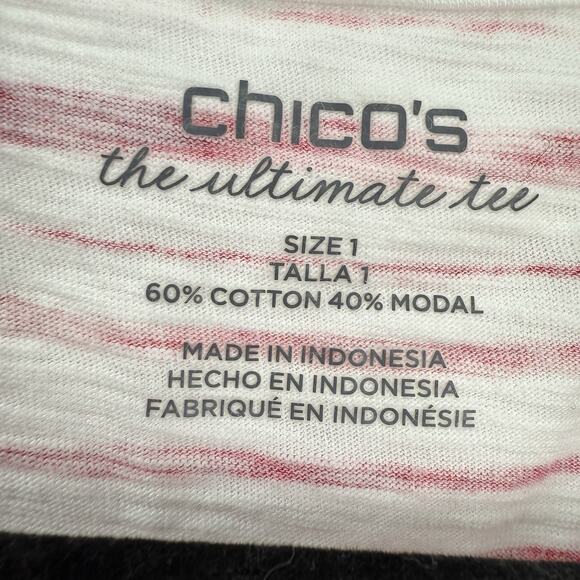 chico's
the ultimate tee
SIZE 1
TALLA 1
60% COTTON 40% MODAL
MADE IN INDONESIA
HECHO EN INDONESIA
FABRIQUÉ EN INDONÉSIE